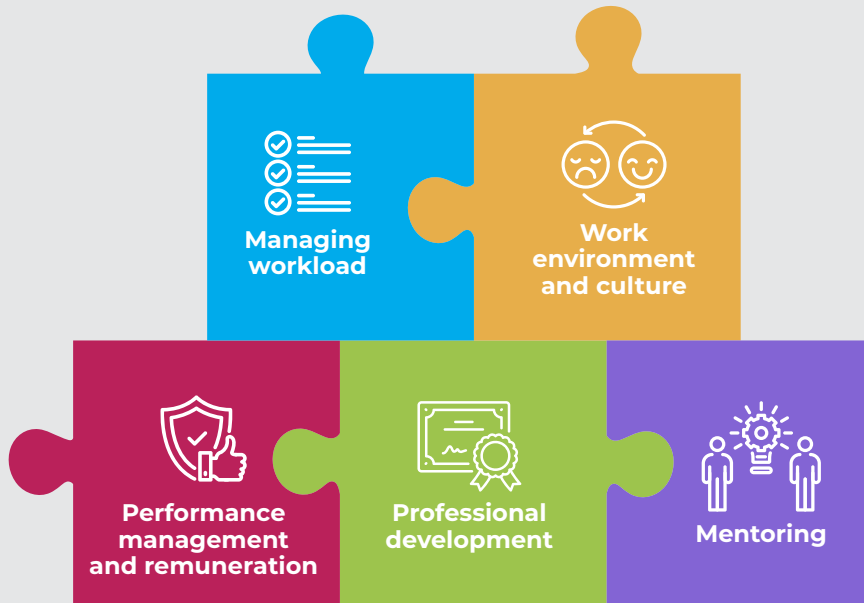 Managing
workload
Work
environment
and culture
Performance
management
and remuneration
Professional
development
Mentoring